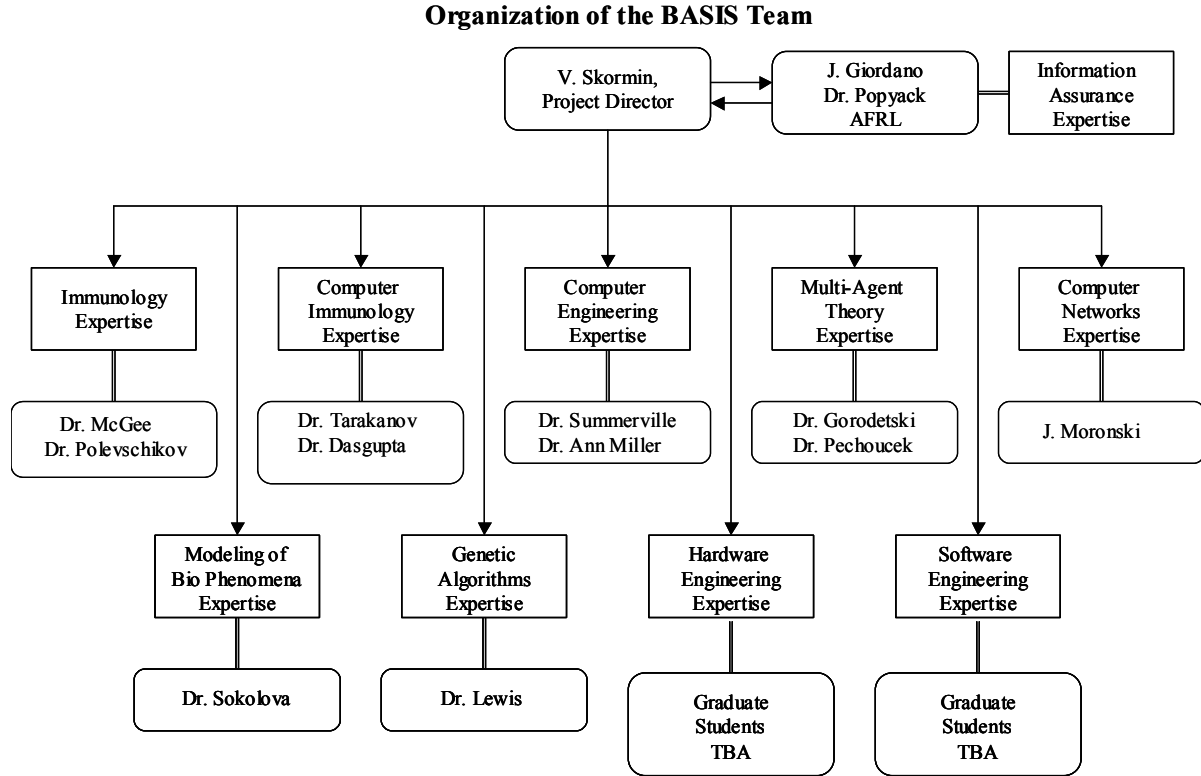 Organization of the BASIS Team
V. Skormin,
Project Director
J. Giordano
Dr. Popyack
AFRL
Information
Assurance
Expertise
Immunology
Expertise
Computer
Immunology
Expertise
Computer
Engineering
Expertise
Multi-Agent
Theory
Expertise
Computer
Networks
Expertise
Dr. McGee
Dr. Polevschikov
Dr. Tarakanov
Dr. Dasgupta
Dr. Summerville
Dr. Ann Miller
Dr. Gorodetski
Dr. Pechoucek
J. Moronski
Modeling of
Bio Phenomena
Expertise
Genetic
Algorithms
Expertise
Hardware
Engineering
Expertise
Software
Engineering
Expertise
Dr. Sokolova
Dr. Lewis
Graduate
Students
TBA
Graduate
Students
TBA